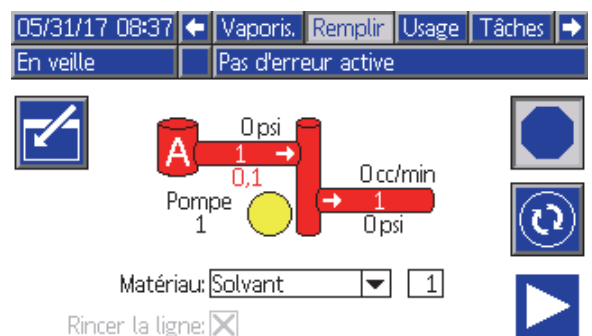 05/31/17 08:37 Vaporis. Remplir Usage Tâches
En veille Pas d'erreur active
0 psi
A 1
0,1
0 cc/min
1
0 psi
Pompe
1
Matériau: Solvant 1
Rincer la ligne: